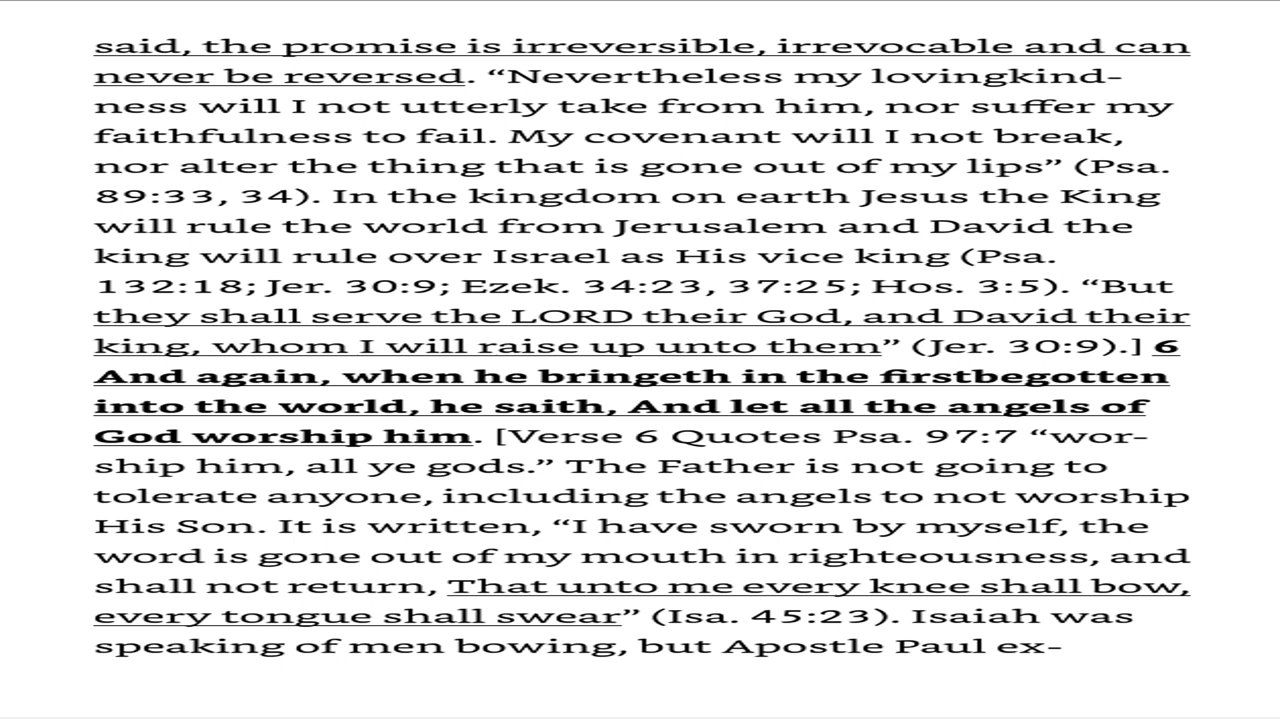 said, the promise is irreversible, irrevocable and can
never be reversed. “Nevertheless my lovingkind-
ness will I not utterly take from him, nor suffer my
faithfulness to fail. My covenant will I not break,
nor alter the thing that is gone out of my lips” (Psa.
89:33, 34). In the kingdom on earth Jesus the King
will rule the world from Jerusalem and David the
king will rule over Israel as His vice king (Psa.
132:18; Jer. 30:9; Ezek. 34:23, 37:25; Hos. 3:5). “But
they shall serve the LORD their God, and David their
king, whom I will raise up unto them” (Jer. 30:9).] 6
And again, when he bringeth in the firstbegotten
into the world, he saith, And let all the angels of
God worship him. [Verse 6 Quotes Psa. 97:7 “wor-
ship him, all ye gods.” The Father is not going to
tolerate anyone, including the angels to not worship
His Son. It is written, “I have sworn by myself, the
word is gone out of my mouth in righteousness, and
shall not return, That unto me every knee shall bow,
every tongue shall swear” (Isa. 45:23). Isaiah was
speaking of men bowing, but Apostle Paul ex-